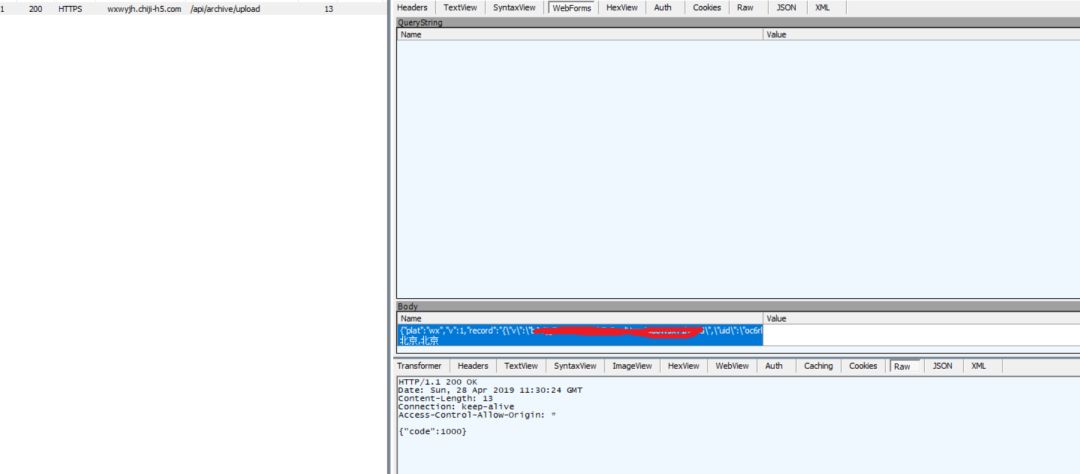 1 200 HTTPS wxwyjh.chiji-h5.com /api/archive/upload 13
Headers TextView SyntaxView WebForms HexView Auth Cookies Raw JSON XML
QueryString
Name Value
Body
Name Value
{"plat":"wx","v":1,"record":"{\"v\":\"b \",{\"uid\":\"oc6rl
北京,北京
Transformer Headers TextView SyntaxView ImageView HexView WebView Auth Caching Cookies Raw JSON XML
HTTP/1.1 200 OK
Date: Sun, 28 Apr 2019 11:30:24 GMT
Content-Length: 13
Connection: keep-alive
Access-Control-Allow-Origin: *
{"code":1000}